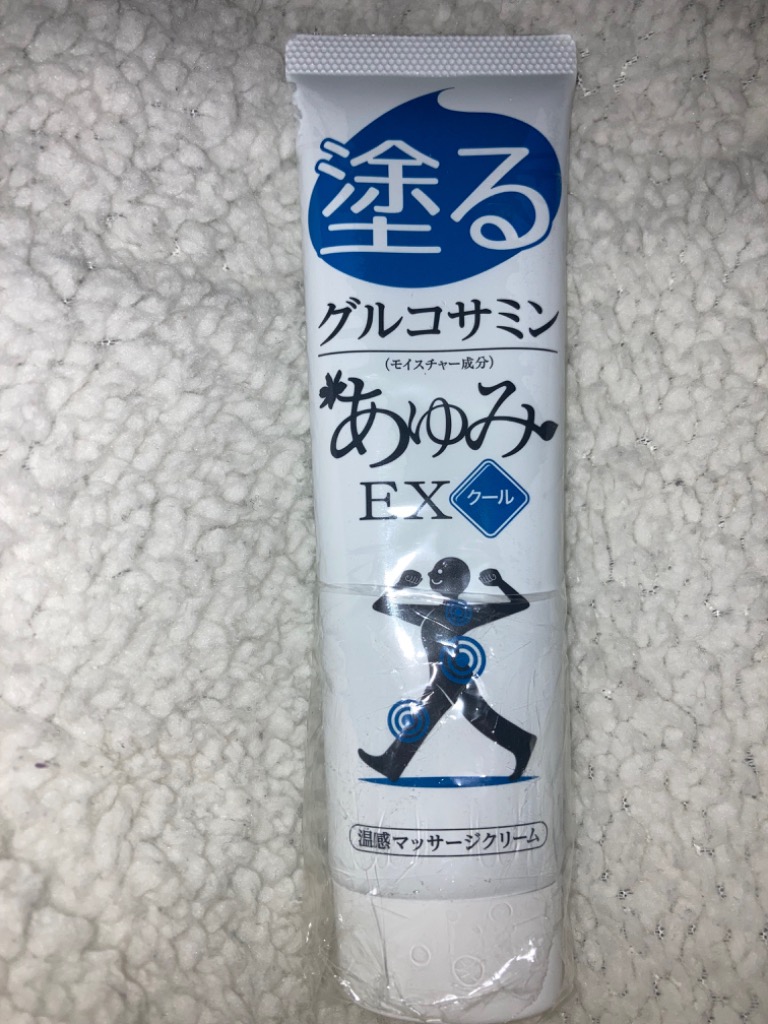 塗る
グルコサミン
(モイスチャー成分)
あゆみ
EX クール
温感マッサージクリーム